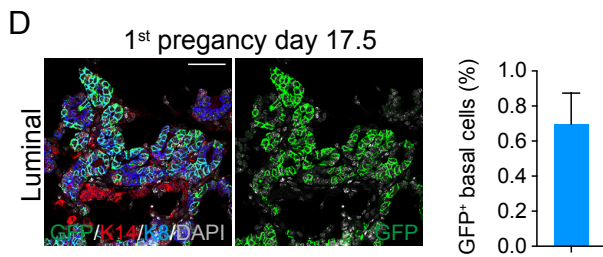 D
1st pregancy day 17.5
Luminal
GFP/K14/K8/DAPI
GFP
GFP+ basal cells (%)
1.0
0.8
0.6
0.4
0.2
0.0